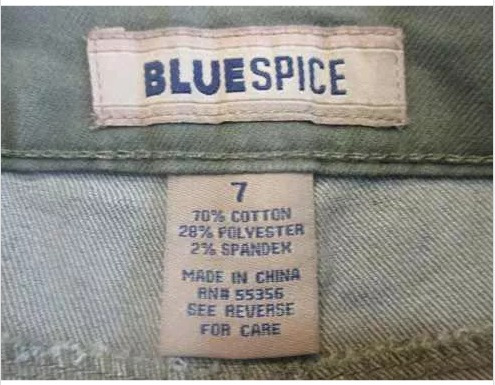 BLUESPICE
7
70% COTTON
28% POLYESTER
2% SPANDEX
MADE IN CHINA
RN# 55356
SEE REVERSE
FOR CARE